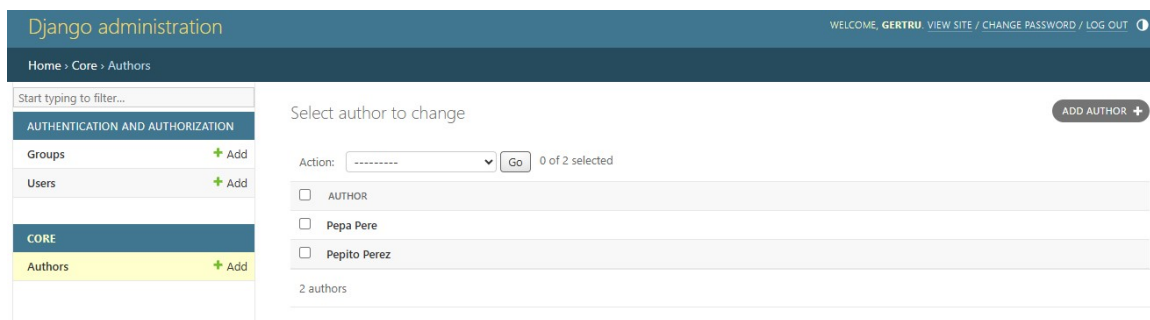 Django administration
WELCOME, GERTRU. VIEW SITE / CHANGE PASSWORD / LOG OUT
Home › Core › Authors
Start typing to filter...
AUTHENTICATION AND AUTHORIZATION
Groups + Add
Users + Add
CORE
Authors + Add
Select author to change
ADD AUTHOR +
Action: --------- Go 0 of 2 selected
AUTHOR
Pepa Pere
Pepito Perez
2 authors